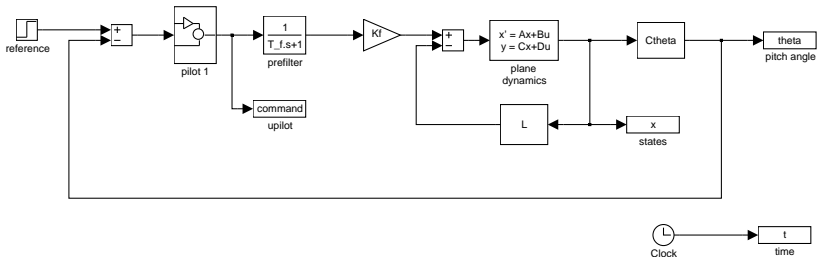 reference
+
−
pilot 1
1
T_f.s+1
prefilter
command
upilot
Kf
+
−
x' = Ax+Bu
y = Cx+Du
plane
dynamics
L
Ctheta
theta
pitch angle
x
states
Clock
t
time